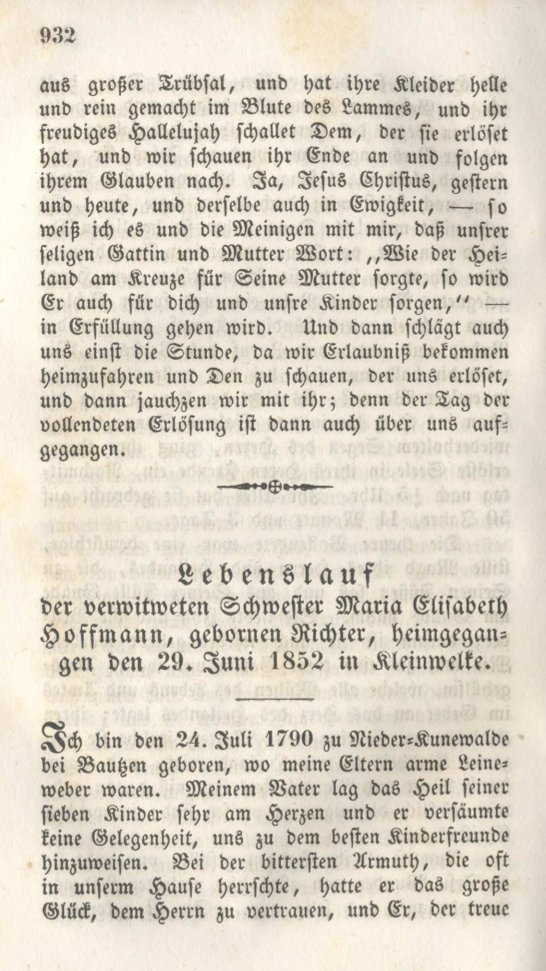 932
aus großer Trübsal, und hat ihre Kleider helle
und rein gemacht im Blute des Lammes, und ihr
freudiges Hallelujah schallet Dem, der sie erlöset
hat, und wir schauen ihr Ende an und folgen
ihrem Glauben nach. Ja, Jesus Christus, gestern
und heute, und derselbe auch in Ewigkeit, — so
weiß ich es und die Meinigen mit mir, daß unsrer
seligen Gattin und Mutter Wort: „Wie der Hei-
land am Kreuze für Seine Mutter sorgte, so wird
Er auch für dich und unsre Kinder sorgen,“ —
in Erfüllung gehen wird. Und dann schlägt auch
uns einst die Stunde, da wir Erlaubniß bekommen
heimzufahren und Den zu schauen, der uns erlöset,
und dann jauchzen wir mit ihr; denn der Tag der
vollendeten Erlösung ist dann auch über uns auf-
gegangen.
Lebenslauf
der verwitweten Schwester Maria Elisabeth
Hoffmann, gebornen Richter, heimgegan-
gen den 29. Juni 1852 in Kleinwelke.
Ich bin den 24. Juli 1790 zu Nieder-Kunewalde
bei Bautzen geboren, wo meine Eltern arme Leine-
weber waren. Meinem Vater lag das Heil seiner
sieben Kinder sehr am Herzen und er versäumte
keine Gelegenheit, uns zu dem besten Kinderfreunde
hinzuweisen. Bei der bittersten Armuth, die oft
in unserm Hause herrschte, hatte er das große
Glück, dem Herrn zu vertrauen, und Er, der treue